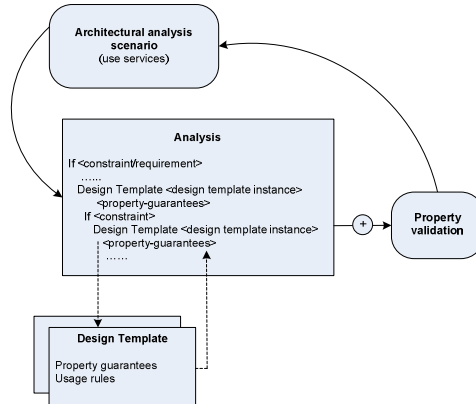 Architectural analysis
scenario
(use services)
Analysis
If <constraint/requirement>
…...
Design Template <design template instance>
<property-guarantees>
If <constraint>
Design Template <design template instance>
<property-guarantees>
……
+
Property
validation
Design Template
Property guarantees
Usage rules